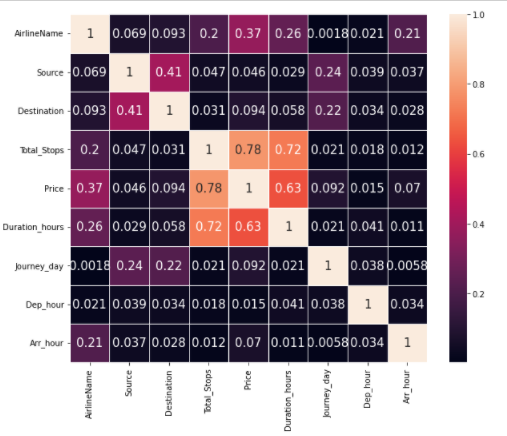 AirlineName 1 0.069 0.093 0.2 0.37 0.26 0.0018 0.021 0.21
Source 0.069 1 0.41 0.047 0.046 0.029 0.24 0.039 0.037
Destination 0.093 0.41 1 0.031 0.094 0.058 0.22 0.034 0.028
Total_Stops 0.2 0.047 0.031 1 0.78 0.72 0.021 0.018 0.012
Price 0.37 0.046 0.094 0.78 1 0.63 0.092 0.015 0.07
Duration_hours 0.26 0.029 0.058 0.72 0.63 1 0.021 0.041 0.011
Journey_day 0.0018 0.24 0.22 0.021 0.092 0.021 1 0.038 0.0058
Dep_hour 0.021 0.039 0.034 0.018 0.015 0.041 0.038 1 0.034
Arr_hour 0.21 0.037 0.028 0.012 0.07 0.011 0.0058 0.034 1
AirlineName Source Destination Total_Stops Price Duration_hours Journey_day Dep_hour Arr_hour
1.0
0.8
0.6
0.4
0.2